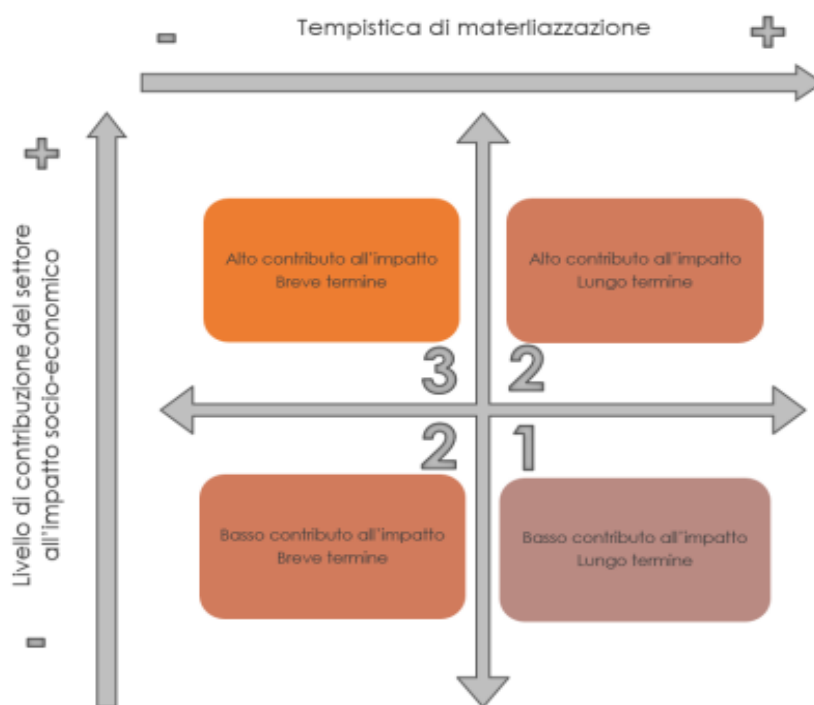 Tempistica di materliazzazione
-
+
+
Livello di contribuzione del settore
all'impatto socio-economico
-
Alto contributo all'impatto
Breve termine
3
Alto contributo all'impatto
Lungo termine
2
Basso contributo all'impatto
Breve termine
2
Basso contributo all'impatto
Lungo termine
1